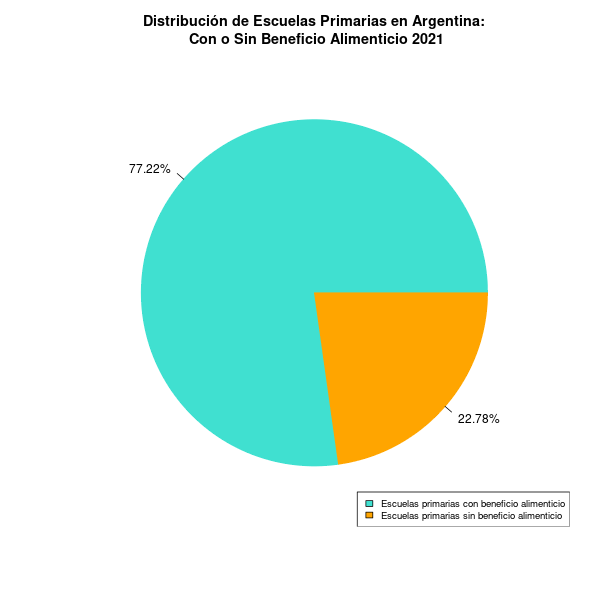 Distribución de Escuelas Primarias en Argentina:
Con o Sin Beneficio Alimenticio 2021
77.22%
22.78%
Escuelas primarias con beneficio alimenticio
Escuelas primarias sin beneficio alimenticio